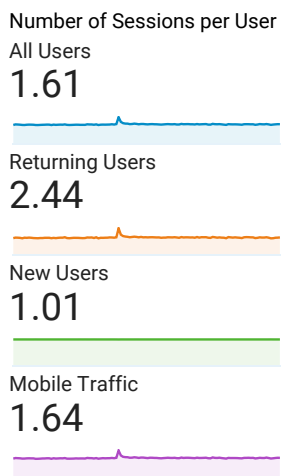 Number of Sessions per User
All Users
1.61
Returning Users
2.44
New Users
1.01
Mobile Traffic
1.64